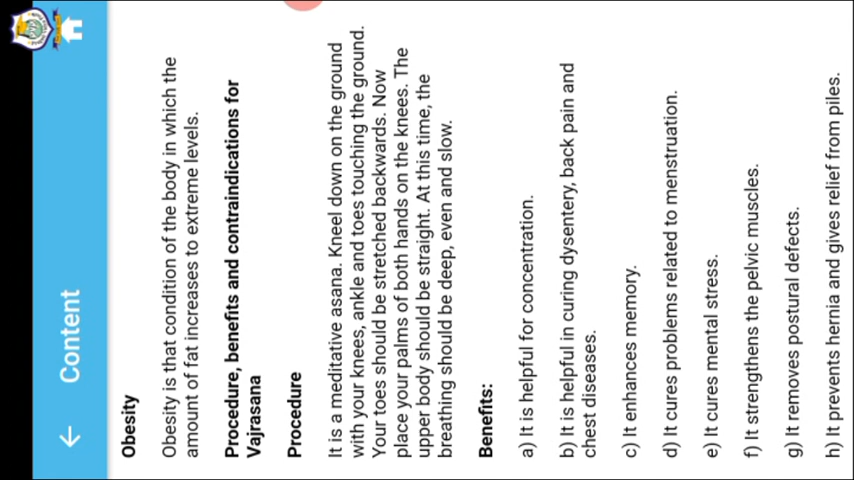 Content
Obesity
Obesity is that condition of the body in which the
amount of fat increases to extreme levels.
Procedure, benefits and contraindications for
Vajrasana
Procedure
It is a meditative asana. Kneel down on the ground
with your knees, ankle and toes touching the ground.
Your toes should be stretched backwards. Now
place your palms of both hands on the knees. The
upper body should be straight. At this time, the
breathing should be deep, even and slow.
Benefits:
a) It is helpful for concentration.
b) It is helpful in curing dysentery, back pain and
chest diseases.
c) It enhances memory.
d) It cures problems related to menstruation.
e) It cures mental stress.
f) It strengthens the pelvic muscles.
g) It removes postural defects.
h) It prevents hernia and gives relief from piles.